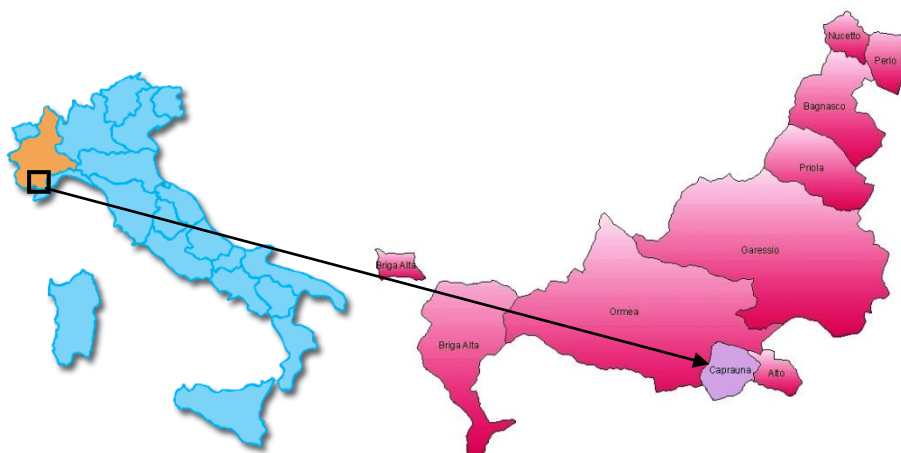 Nucetto
Perlo
Bagnasco
Priola
Garessio
Briga Alta
Ormea
Briga Alta
Caprauna
Alto